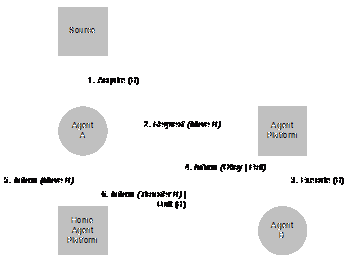 Source
1. Acquire (B)
Agent
A
2. Request (Move B)
Agent
Platform
4. Inform (Okay | Fail)
5. Inform (Move B)
3. Execute (B)
6. Inform (Transfer B) |
Home
Agent
Platform
Agent
B